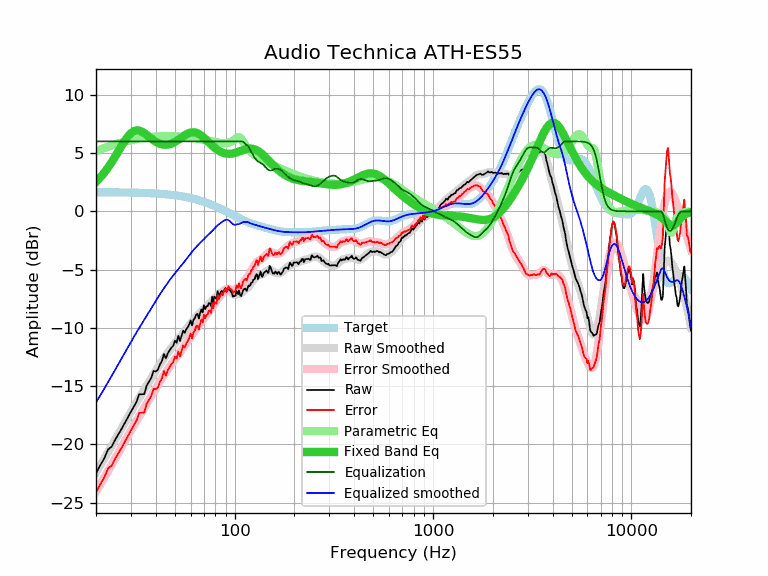 Audio Technica ATH-ES55
Amplitude (dBr)
10
5
0
−5
−10
−15
−20
−25
Target
Raw Smoothed
Error Smoothed
Raw
Error
Parametric Eq
Fixed Band Eq
Equalization
Equalized smoothed
100
1000
10000
Frequency (Hz)